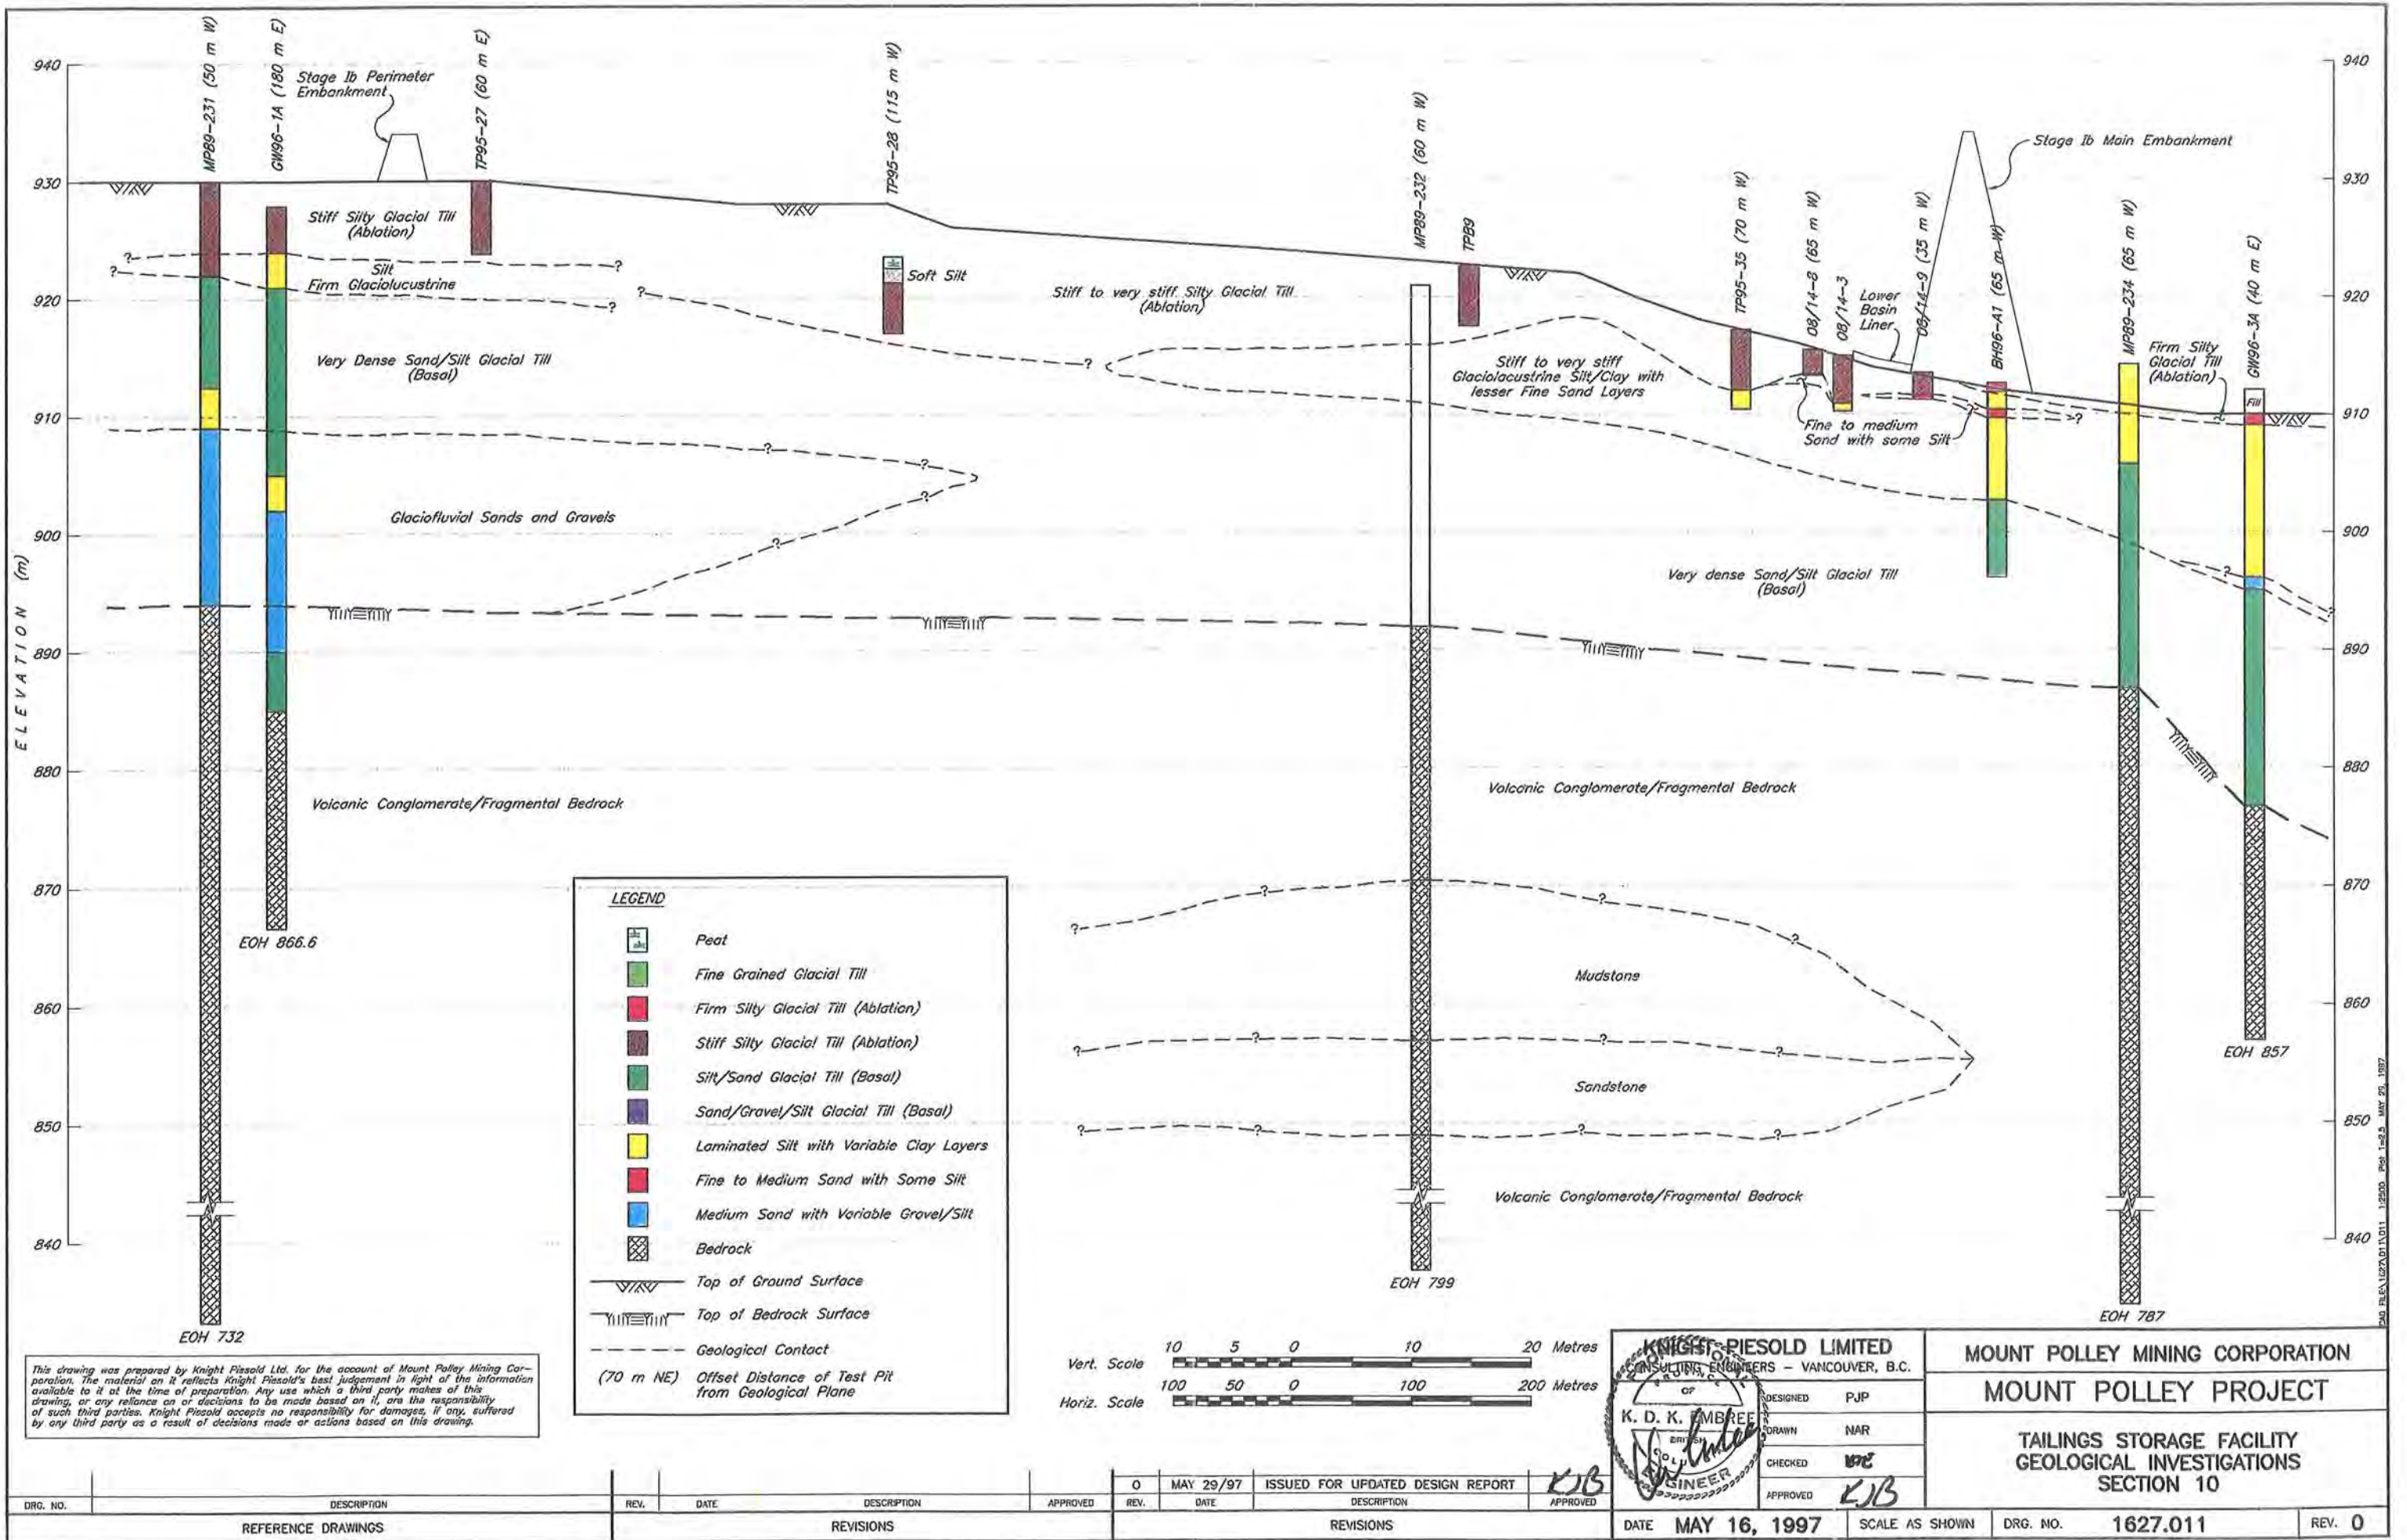 MP89-231 (50 m W)
GW96-1A (180 m E)
Stage Ib Perimeter
Embankment
TP95-27 (60 m E)
TP95-28 (115 m W)
MP89-232 (60 m W)
TP89
TP95-35 (70 m W)
08/14-8 (65 m W)
08/14-3
Lower
Basin
Liner
08/14-9 (35 m W)
BH96-A1 (65 m W)
Stage Ib Main Embankment
MP89-234 (65 m W)
GW96-3A (40 m E)
Firm Silty
Glacial Till
(Ablation)
Fill
ELEVATION (m)
940
930
920
910
900
890
880
870
860
850
840
940
930
920
910
900
890
880
870
860
850
840
Stiff Silty Glacial Till
(Ablation)
Silt
Firm Glaciolucustrine
Soft Silt
Stiff to very stiff Silty Glacial Till
(Ablation)
Very Dense Sand/Silt Glacial Till
(Basal)
Stiff to very stiff
Glaciolacustrine Silt/Clay with
lesser Fine Sand Layers
Fine to medium
Sand with some Silt
Glaciofluvial Sands and Gravels
Very dense Sand/Silt Glacial Till
(Basal)
Volcanic Conglomerate/Fragmental Bedrock
Volcanic Conglomerate/Fragmental Bedrock
Mudstone
Sandstone
Volcanic Conglomerate/Fragmental Bedrock
EOH 866.6
EOH 732
EOH 799
EOH 787
EOH 857
LEGEND
Peat
Fine Grained Glacial Till
Firm Silty Glacial Till (Ablation)
Stiff Silty Glacial Till (Ablation)
Silt/Sand Glacial Till (Basal)
Sand/Gravel/Silt Glacial Till (Basal)
Laminated Silt with Variable Clay Layers
Fine to Medium Sand with Some Silt
Medium Sand with Variable Gravel/Silt
Bedrock
Top of Ground Surface
Top of Bedrock Surface
Geological Contact
(70 m NE) Offset Distance of Test Pit
from Geological Plane
Vert. Scale 10 5 0 10 20 Metres
Horiz. Scale 100 50 0 100 200 Metres
This drawing was prepared by Knight Piesold Ltd. for the account of Mount Polley Mining Cor-
poration. The material on it reflects Knight Piesold's best judgement in light of the information
available to it at the time of preparation. Any use which a third party makes of this
drawing, or any reliance on or decisions to be made based on it, are the responsibility
of such third parties. Knight Piesold accepts no responsibility for damages, if any, suffered
by any third party as a result of decisions made or actions based on this drawing.
KNIGHT PIESOLD LIMITED
CONSULTING ENGINEERS – VANCOUVER, B.C.
PROVINCE
OF
K. D. K. EMBREE
BRITISH
ENGINEER
DESIGNED PJP
DRAWN NAR
CHECKED
APPROVED KJB
MOUNT POLLEY MINING CORPORATION
MOUNT POLLEY PROJECT
TAILINGS STORAGE FACILITY
GEOLOGICAL INVESTIGATIONS
SECTION 10
DATE MAY 16, 1997 SCALE AS SHOWN DRG. NO. 1627.011 REV. 0
0 MAY 29/97 ISSUED FOR UPDATED DESIGN REPORT KJB
DRG. NO. DESCRIPTION REV. DATE DESCRIPTION APPROVED REV. DATE DESCRIPTION APPROVED
REFERENCE DRAWINGS REVISIONS REVISIONS